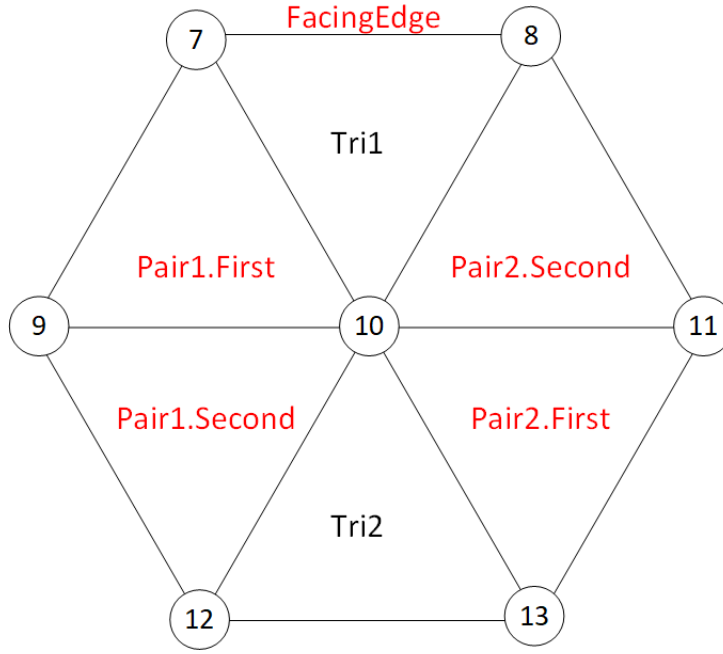 FacingEdge
7
8
Tri1
Pair1.First
Pair2.Second
9
10
11
Pair1.Second
Pair2.First
Tri2
12
13